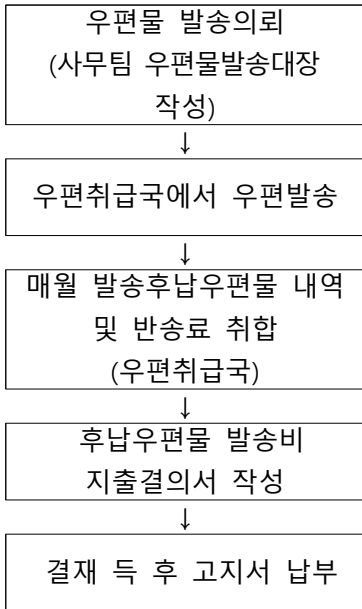 우편물 발송의뢰
(사무팀 우편물발송대장
작성)
↓
우편취급국에서 우편발송
↓
매월 발송후납우편물 내역
및 반송료 취합
(우편취급국)
↓
후납우편물 발송비
지출결의서 작성
↓
결재 득 후 고지서 납부